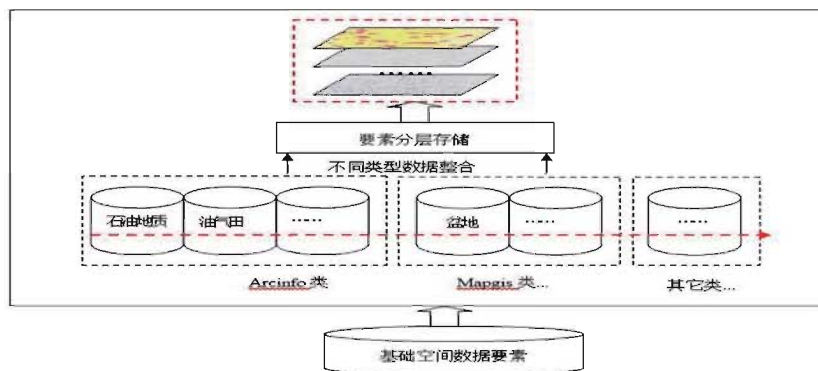 要素分层存储
不同类型数据整合
石油地质 油气田 ...... 盆地 ...... ......
Arcinfo 类 Mapgis 类... 其它类...
基础空间数据要素